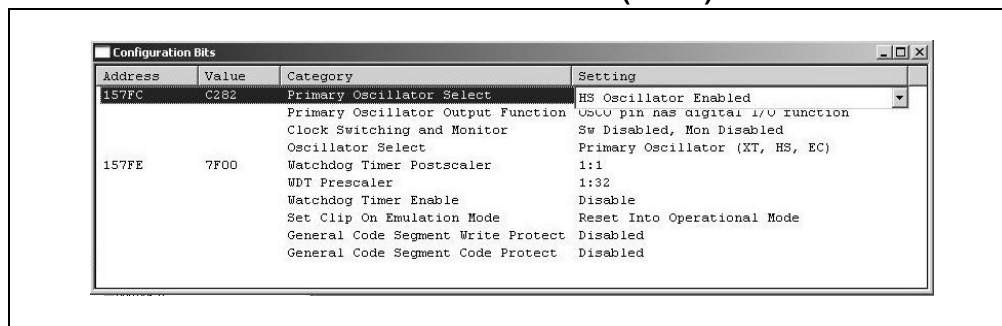 Configuration Bits
Address Value Category Setting
157FC C282 Primary Oscillator Select HS Oscillator Enabled
Primary Oscillator Output Function OSCO pin has digital I/O function
Clock Switching and Monitor Sw Disabled, Mon Disabled
Oscillator Select Primary Oscillator (XT, HS, EC)
157FE 7F00 Watchdog Timer Postscaler 1:1
WDT Prescaler 1:32
Watchdog Timer Enable Disable
Set Clip On Emulation Mode Reset Into Operational Mode
General Code Segment Write Protect Disabled
General Code Segment Code Protect Disabled